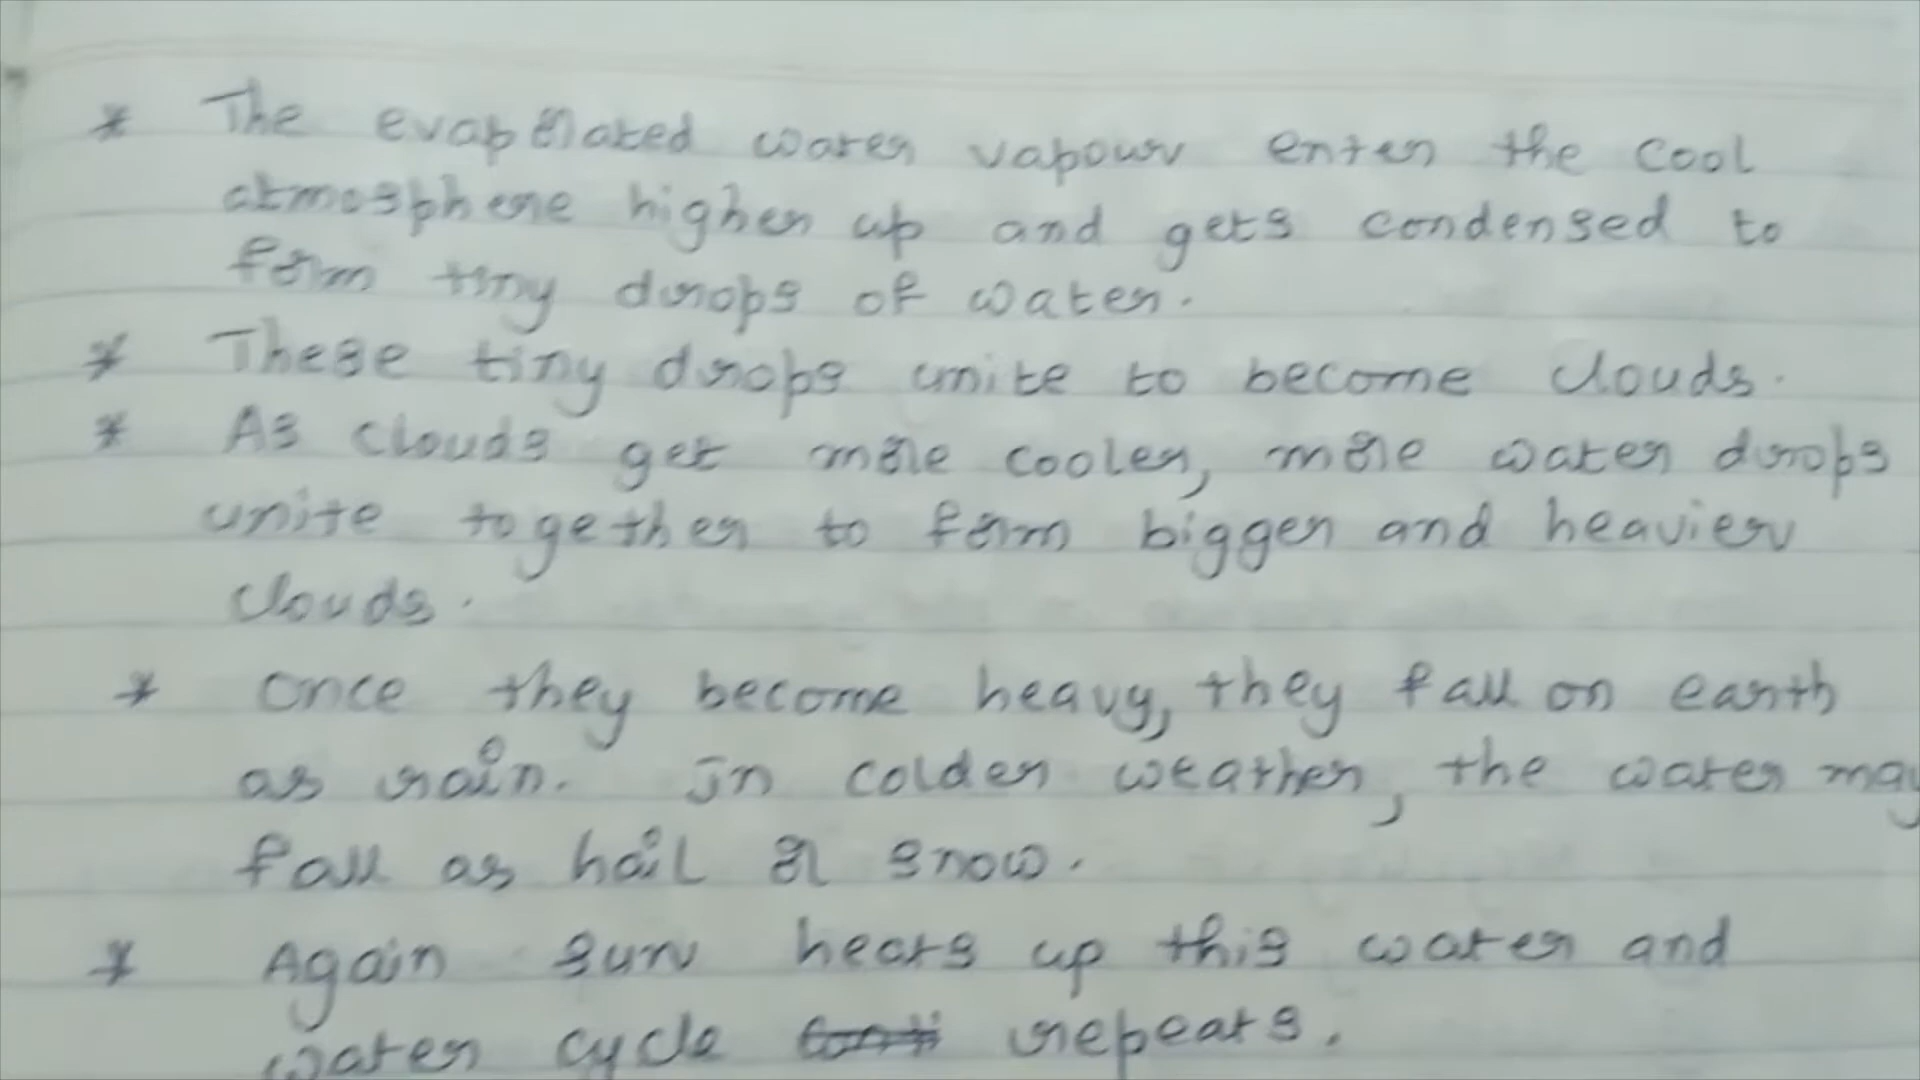 * The evaporated water vapour enter the cool
atmosphere higher up and gets condensed to
form tiny drops of water.
* These tiny drops unite to become clouds.
* As clouds get more cooler, more water drops
unite together to form bigger and heavier
clouds.
* Once they become heavy, they fall on earth
as rain. In colder weather, the water may
fall as hail or snow.
* Again sun heats up this water and
water cycle repeats.